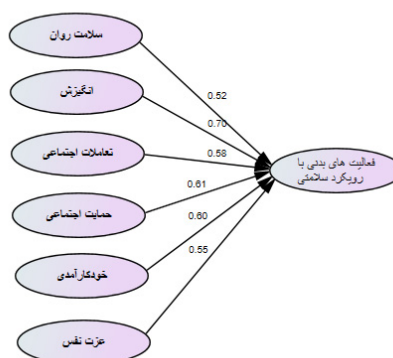 سلامت روان
0.52
انگیزش
0.70
تعاملات اجتماعی
0.58
فعالیت های بدنی با
رویکرد سلامتی
حمایت اجتماعی
0.61
0.60
خودکارآمدی
0.55
عزت نفس